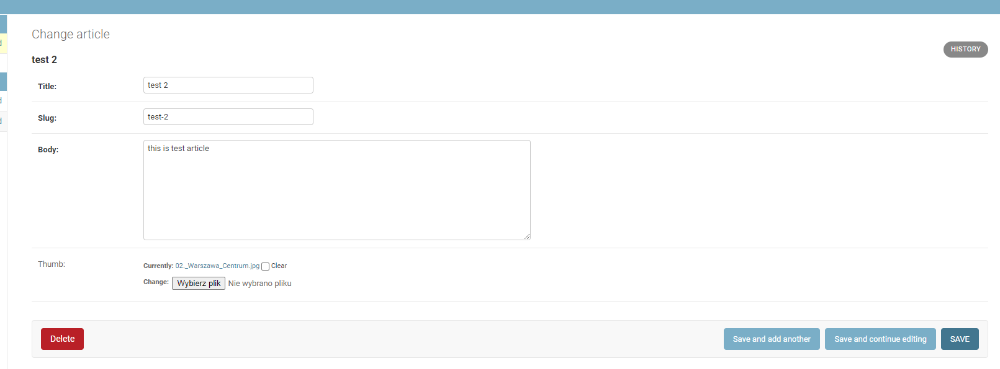 Change article
HISTORY
test 2
Title: test 2
Slug: test-2
Body: this is test article
Thumb: Currently: 02._Warszawa_Centrum.jpg Clear
Change: Wybierz plik Nie wybrano pliku
Delete Save and add another Save and continue editing SAVE